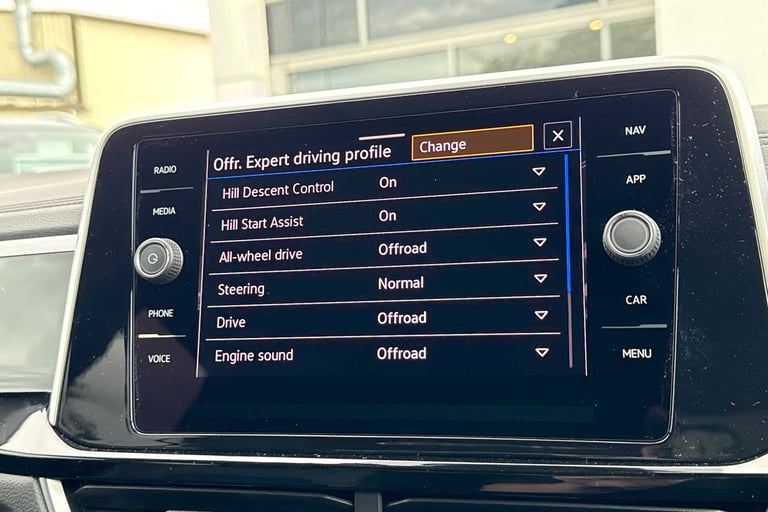 RADIO
MEDIA
PHONE
VOICE
Offr. Expert driving profile Change X
Hill Descent Control On
Hill Start Assist On
All-wheel drive Offroad
Steering Normal
Drive Offroad
Engine sound Offroad
NAV
APP
CAR
MENU